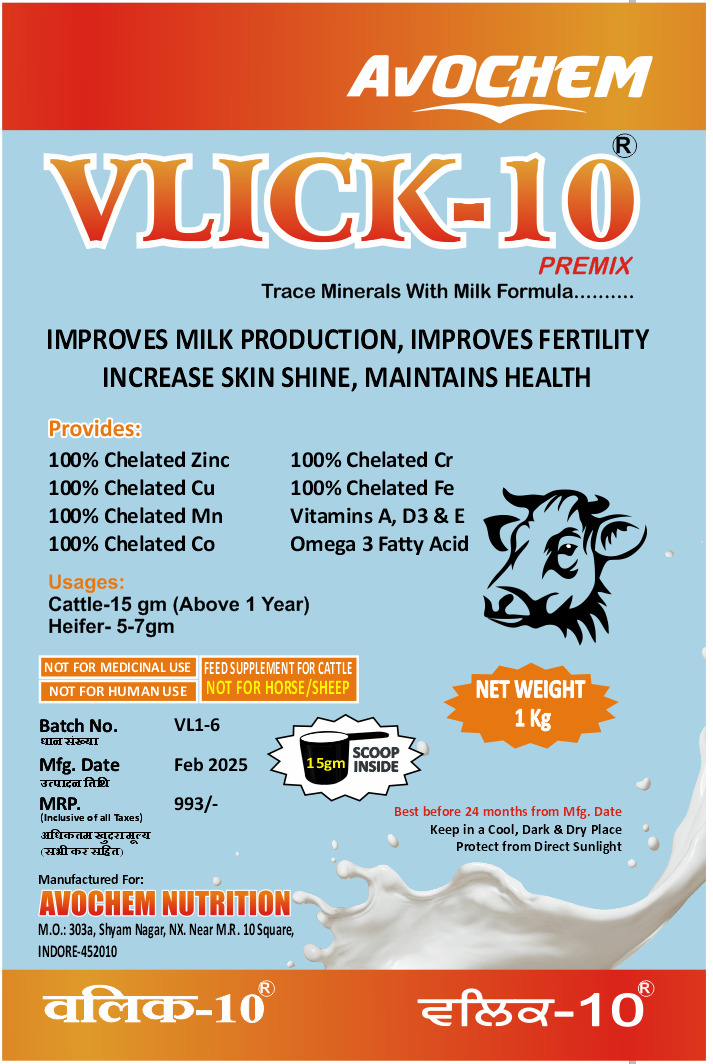 AVOCHEM
VLICK-10®
PREMIX
Trace Minerals With Milk Formula..........
IMPROVES MILK PRODUCTION, IMPROVES FERTILITY
INCREASE SKIN SHINE, MAINTAINS HEALTH
Provides:
100% Chelated Zinc
100% Chelated Cu
100% Chelated Mn
100% Chelated Co
100% Chelated Cr
100% Chelated Fe
Vitamins A, D3 & E
Omega 3 Fatty Acid
Usages:
Cattle-15 gm (Above 1 Year)
Heifer- 5-7gm
NOT FOR MEDICINAL USE
NOT FOR HUMAN USE
FEED SUPPLEMENT FOR CATTLE
NOT FOR HORSE/SHEEP
NET WEIGHT
1 Kg
Batch No. VL1-6
धान संख्या
Mfg. Date Feb 2025
उत्पादन तिथि
MRP. 993/-
(Inclusive of all Taxes)
अधिकतम खुदरा मूल्य
(सभी कर सहित)
15gm
SCOOP
INSIDE
Best before 24 months from Mfg. Date
Keep in a Cool, Dark & Dry Place
Protect from Direct Sunlight
Manufactured For:
AVOCHEM NUTRITION
M.O.: 303a, Shyam Nagar, NX. Near M.R. 10 Square,
INDORE-452010
वलिक-10®
ਵਲਿਕ-10®